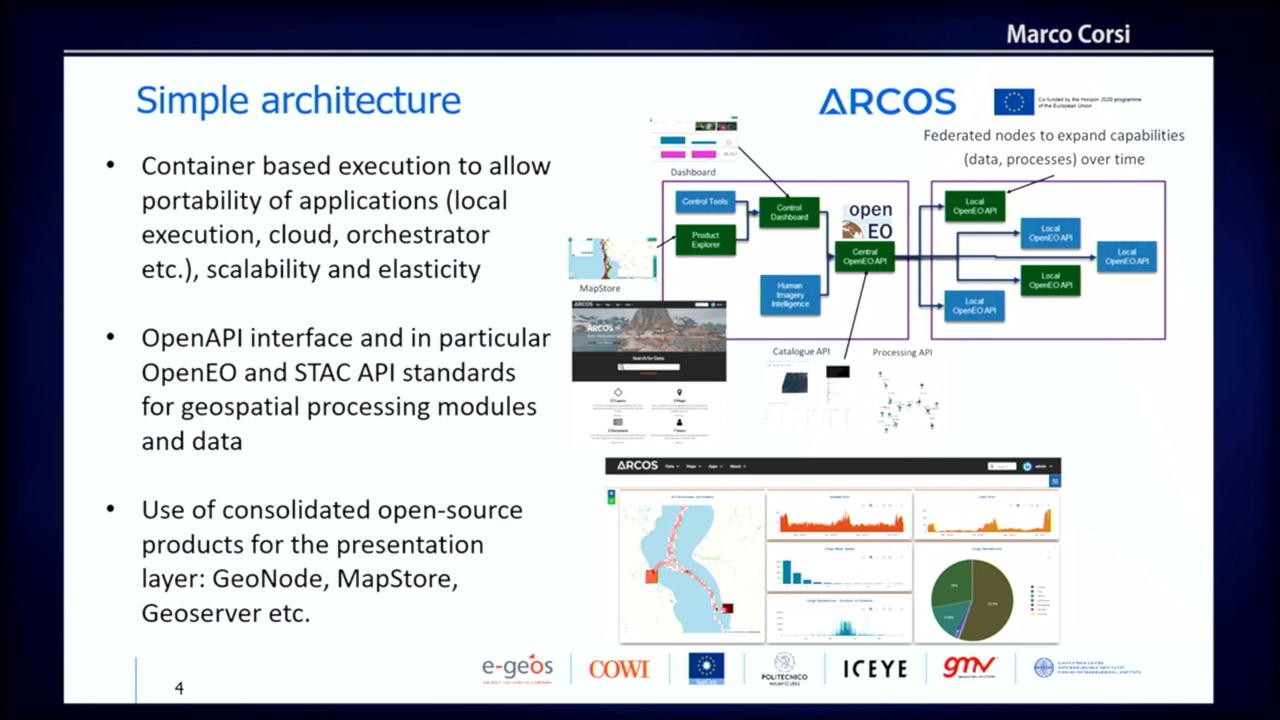 Marco Corsi
Simple architecture
ARCOS
Co-funded by the Horizon 2020 programme
of the European Union
• Container based execution to allow
portability of applications (local
execution, cloud, orchestrator
etc.), scalability and elasticity
• OpenAPI interface and in particular
OpenEO and STAC API standards
for geospatial processing modules
and data
• Use of consolidated open-source
products for the presentation
layer: GeoNode, MapStore,
Geoserver etc.
Federated nodes to expand capabilities
(data, processes) over time
Dashboard
Control Tools
Product
Explorer
Control
Dashboard
Human
Imagery
Intelligence
open
EO
Central
OpenEO API
Local
OpenEO API
Local
OpenEO API
Local
OpenEO API
Local
OpenEO API
Local
OpenEO API
MapStore
ARCOS
ARCOS
Search for Data.
Catalogue API
Processing API
ARCOS
Data
Maps
Apps
About
admin
e-geos
COWI
POLITECNICO
MILANO 1863
ICEYE
gmv
4